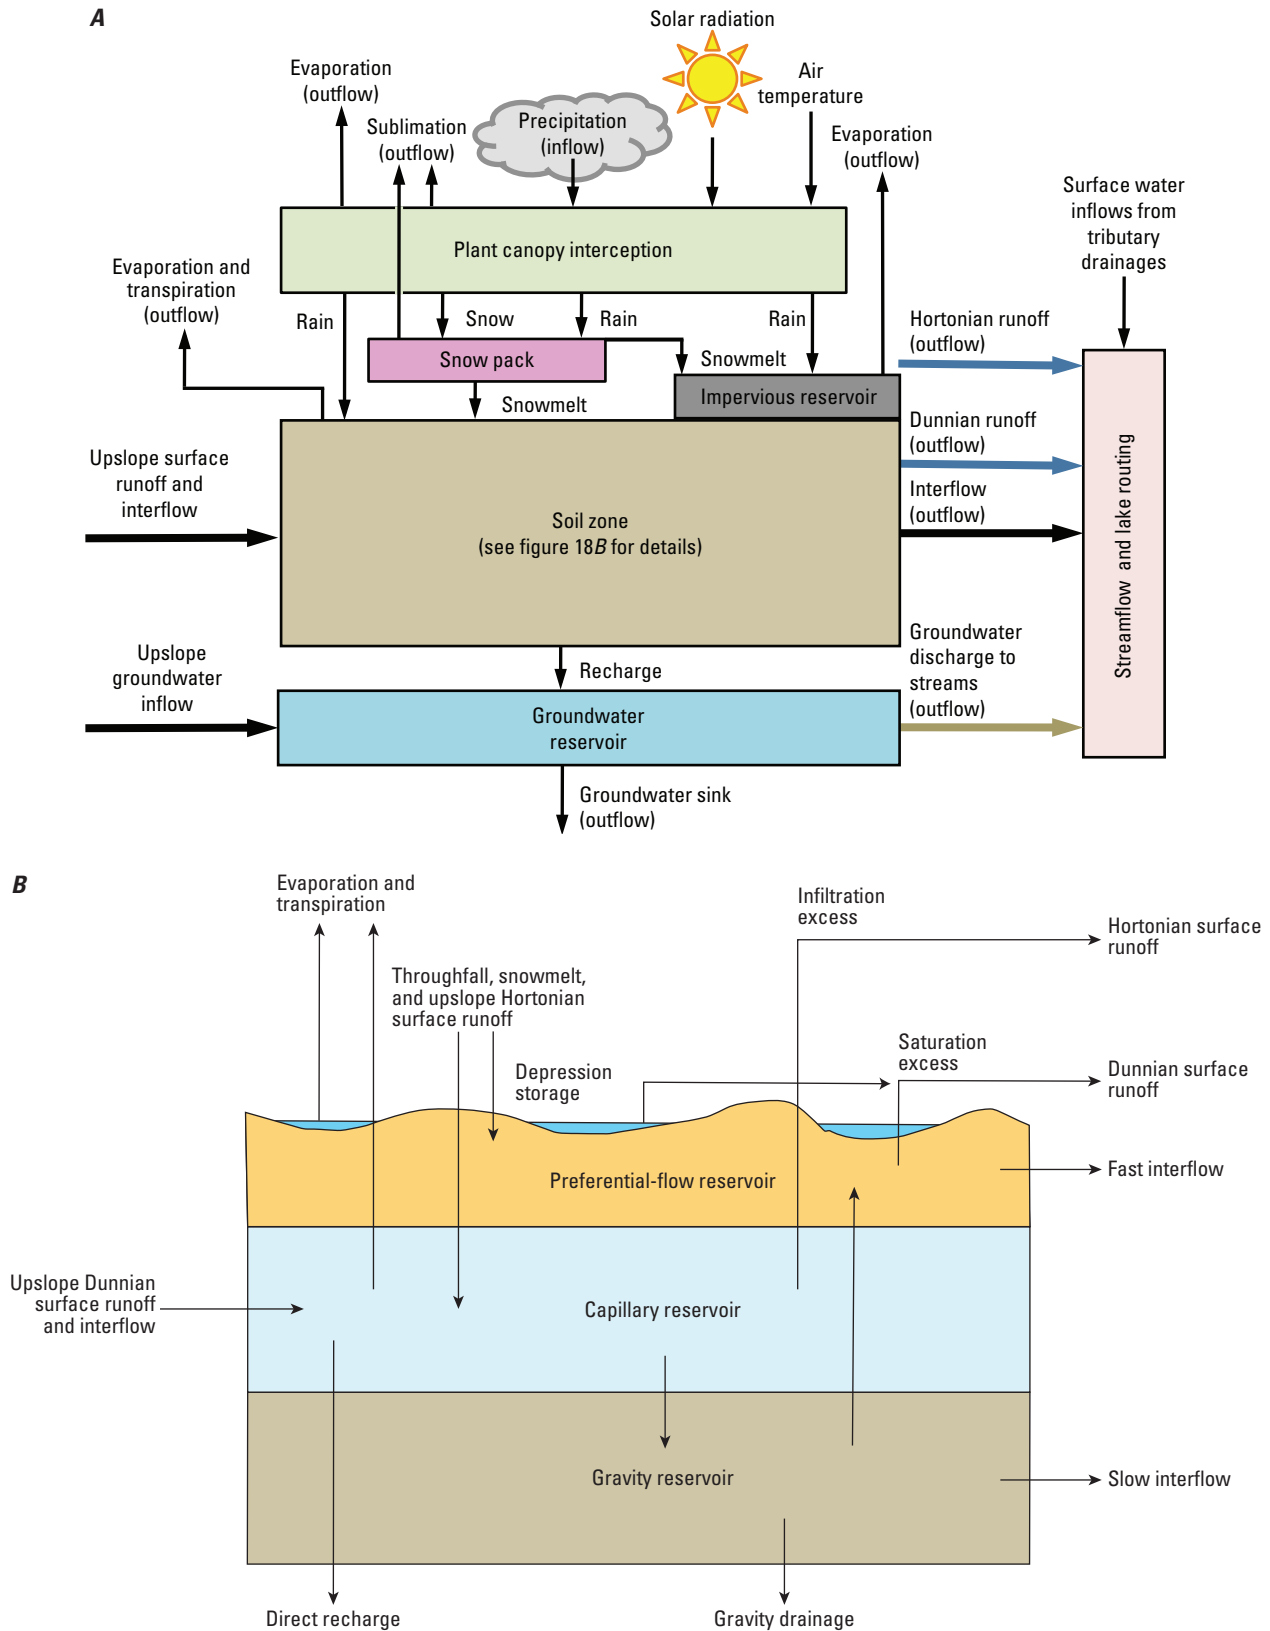 A
Solar radiation
Evaporation
(outflow)
Air
temperature
Sublimation
(outflow)
Precipitation
(inflow)
Evaporation
(outflow)
Surface water
inflows from
tributary
drainages
Plant canopy interception
Evaporation and
transpiration
(outflow)
Rain
Snow
Rain
Rain
Hortonian runoff
(outflow)
Snow pack
Snowmelt
Impervious reservoir
Snowmelt
Dunnian runoff
(outflow)
Upslope surface
runoff and
interflow
Interflow
(outflow)
Soil zone
(see figure 18B for details)
Streamflow and lake routing
Upslope
groundwater
inflow
Recharge
Groundwater
discharge to
streams
(outflow)
Groundwater
reservoir
Groundwater sink
(outflow)
B
Evaporation and
transpiration
Infiltration
excess
Hortonian surface
runoff
Throughfall, snowmelt,
and upslope Hortonian
surface runoff
Saturation
excess
Depression
storage
Dunnian surface
runoff
Preferential-flow reservoir
Fast interflow
Upslope Dunnian
surface runoff
and interflow
Capillary reservoir
Gravity reservoir
Slow interflow
Direct recharge
Gravity drainage